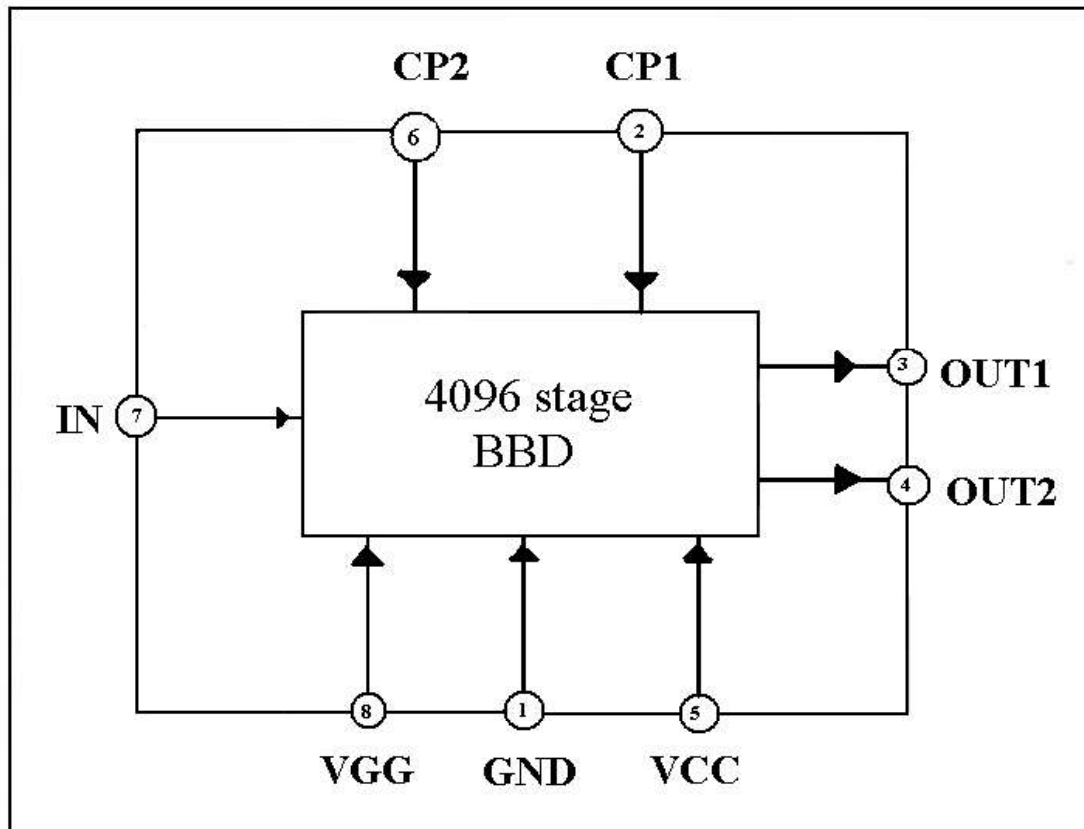 CP2 CP1
6 2
4096 stage
BBD
IN 7
3 OUT1
4 OUT2
8 1 5
VGG GND VCC